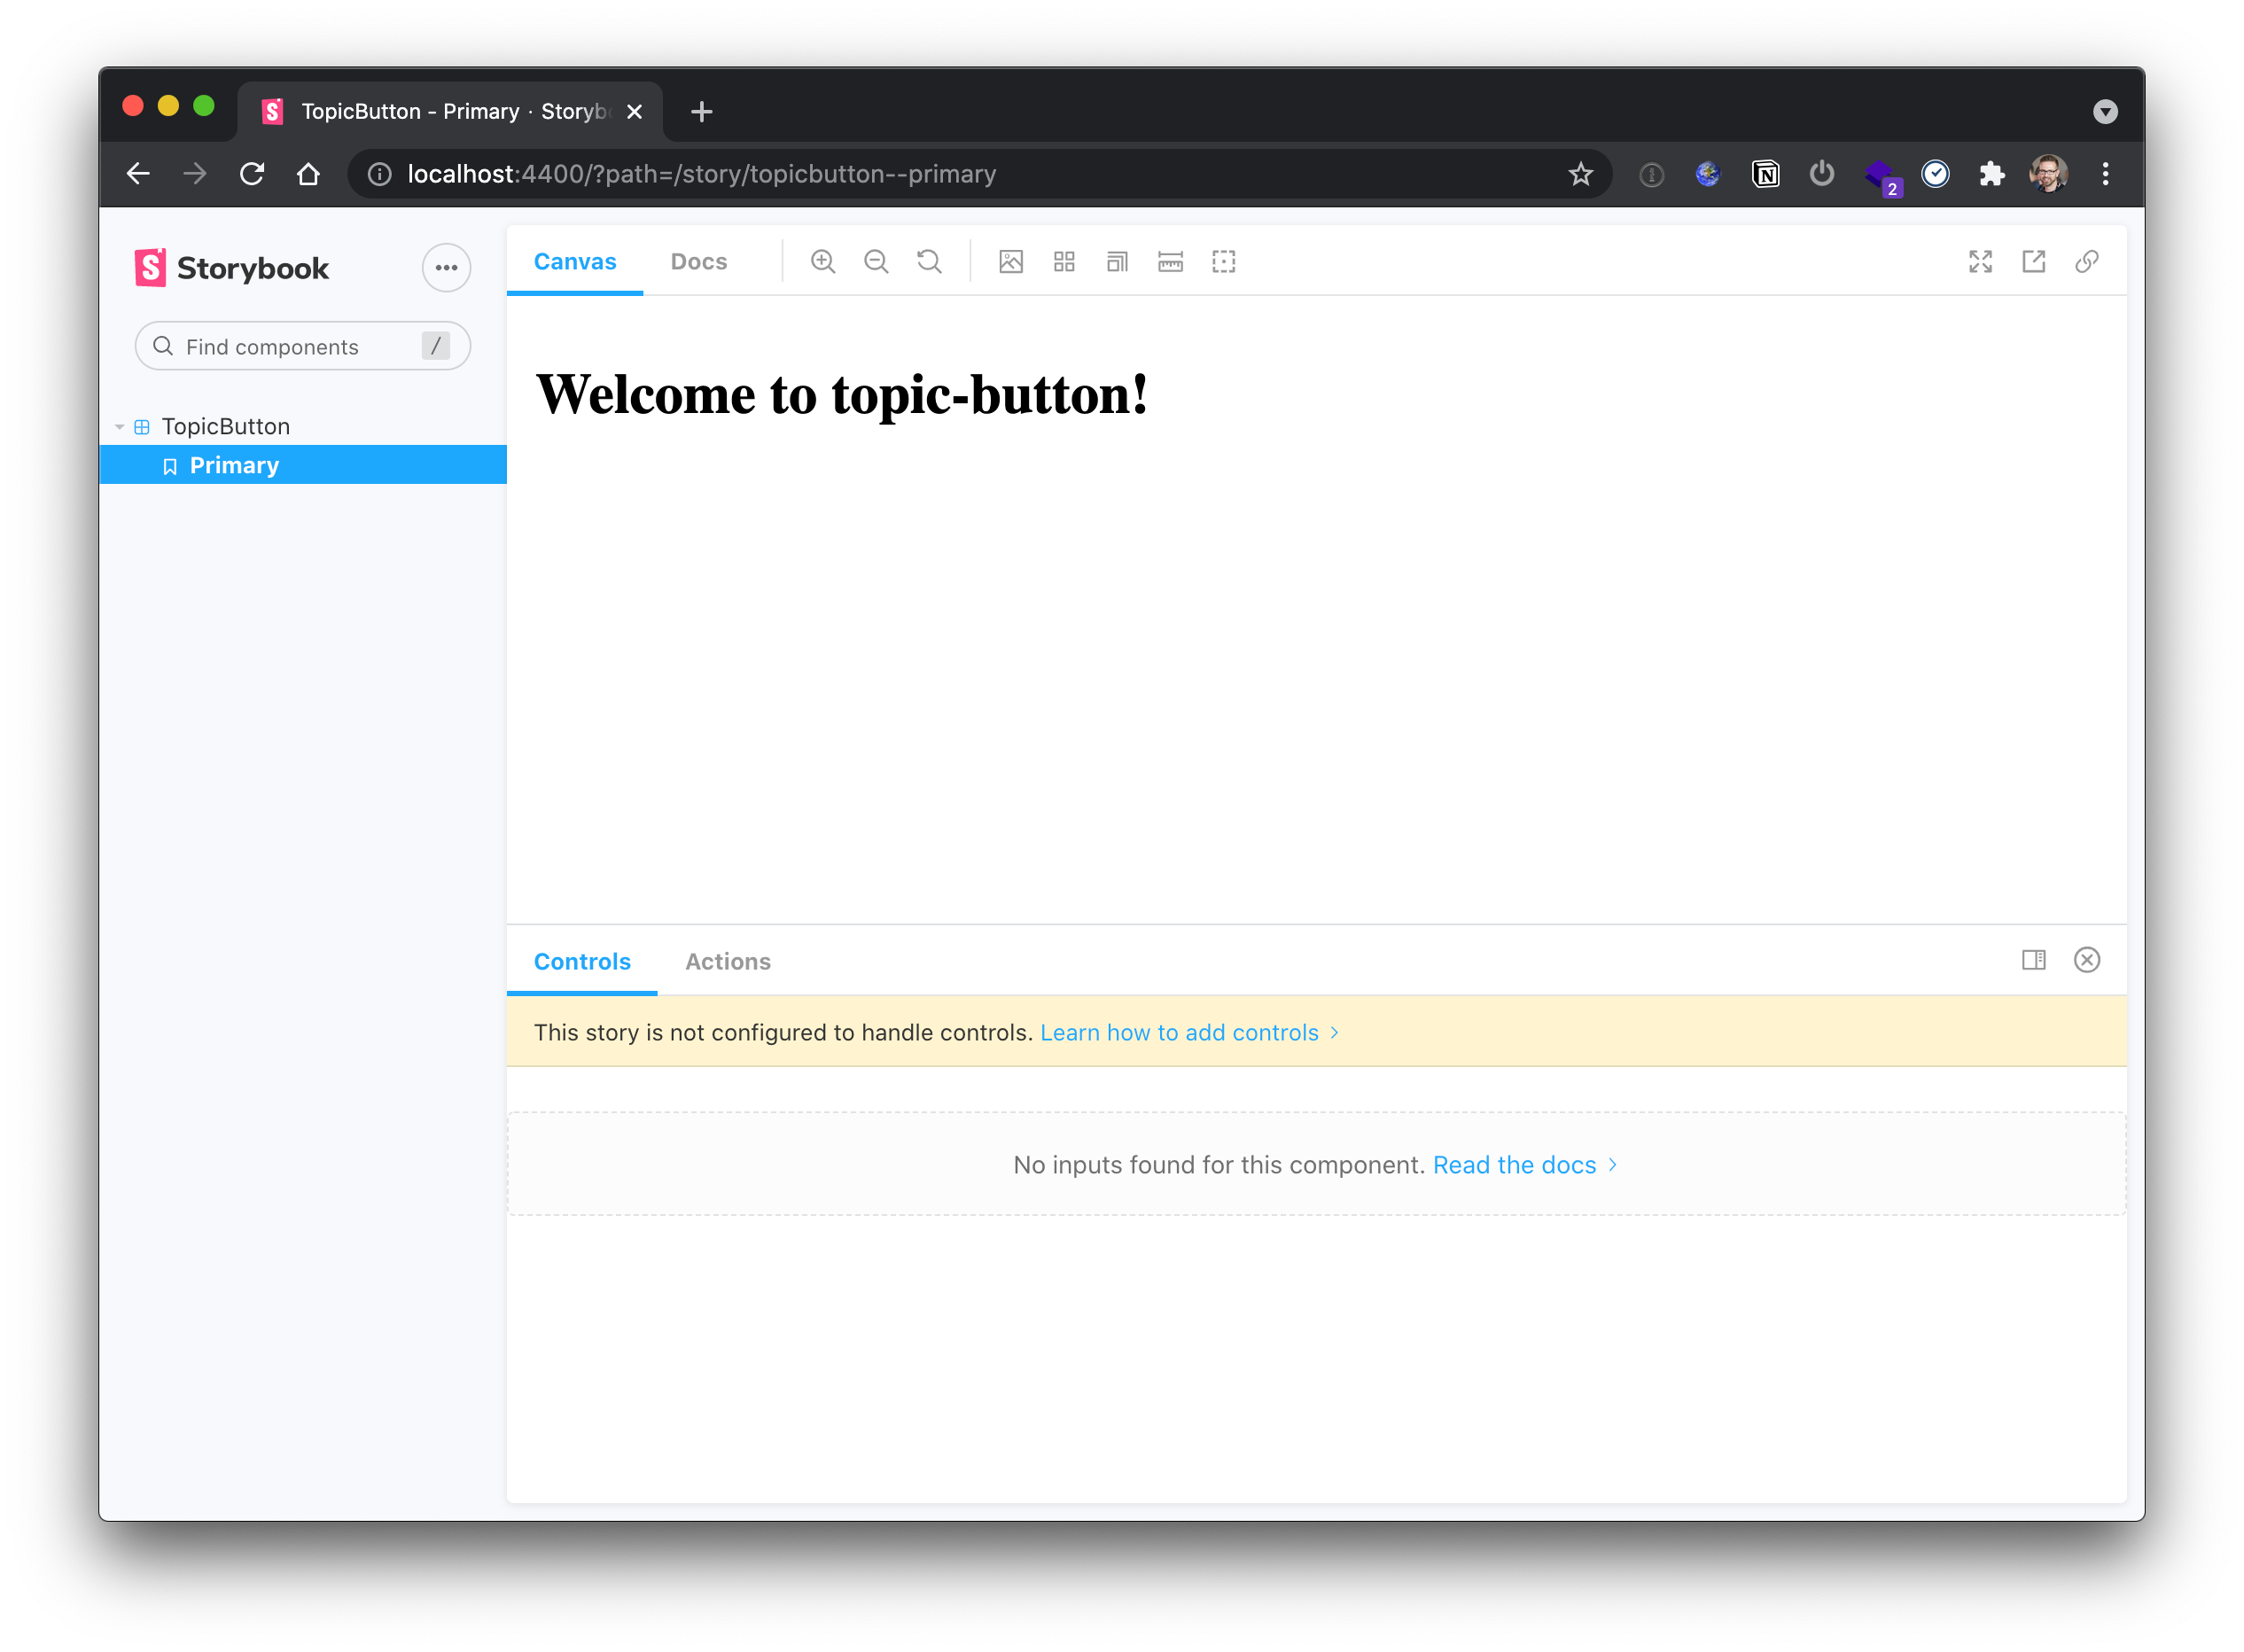 TopicButton - Primary · Storyb
localhost:4400/?path=/story/topicbutton--primary
2
Storybook
Find components /
TopicButton
Primary
Canvas Docs
Welcome to topic-button!
Controls Actions
This story is not configured to handle controls. Learn how to add controls
No inputs found for this component. Read the docs